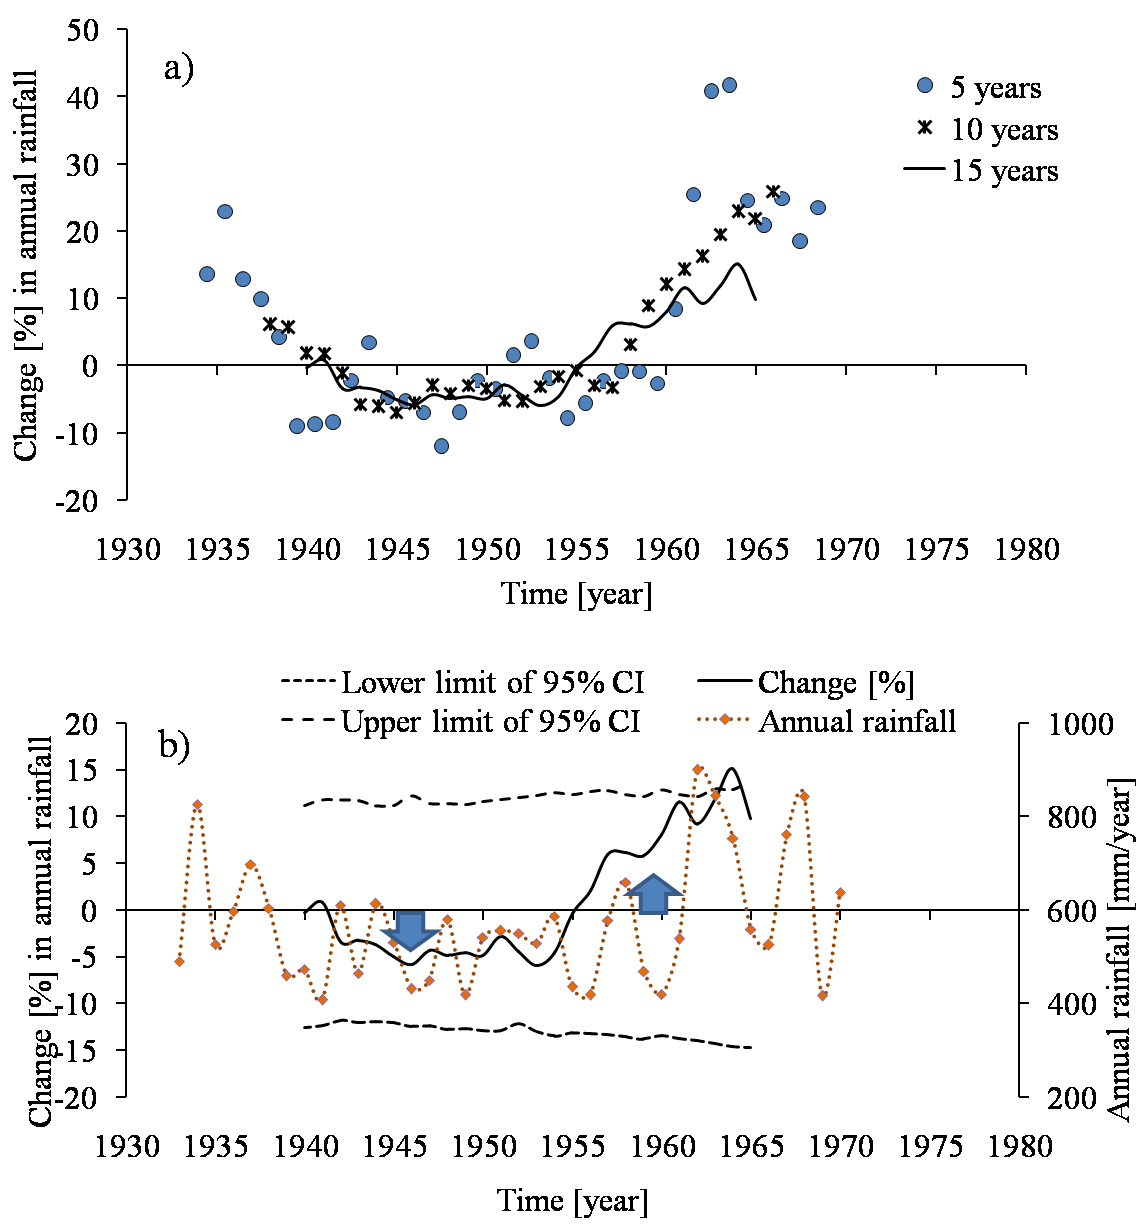 50
40
30
20
10
0
-10
-20
Change [%] in annual rainfall
a)
5 years
10 years
15 years
1930 1935 1940 1945 1950 1955 1960 1965 1970 1975 1980
Time [year]
Lower limit of 95% CI
Change [%]
Upper limit of 95% CI
Annual rainfall
b)
20
15
10
5
0
-5
-10
-15
-20
Change [%] in annual rainfall
1000
800
600
400
200
Annual rainfall [mm/year]
1930 1935 1940 1945 1950 1955 1960 1965 1970 1975 1980
Time [year]